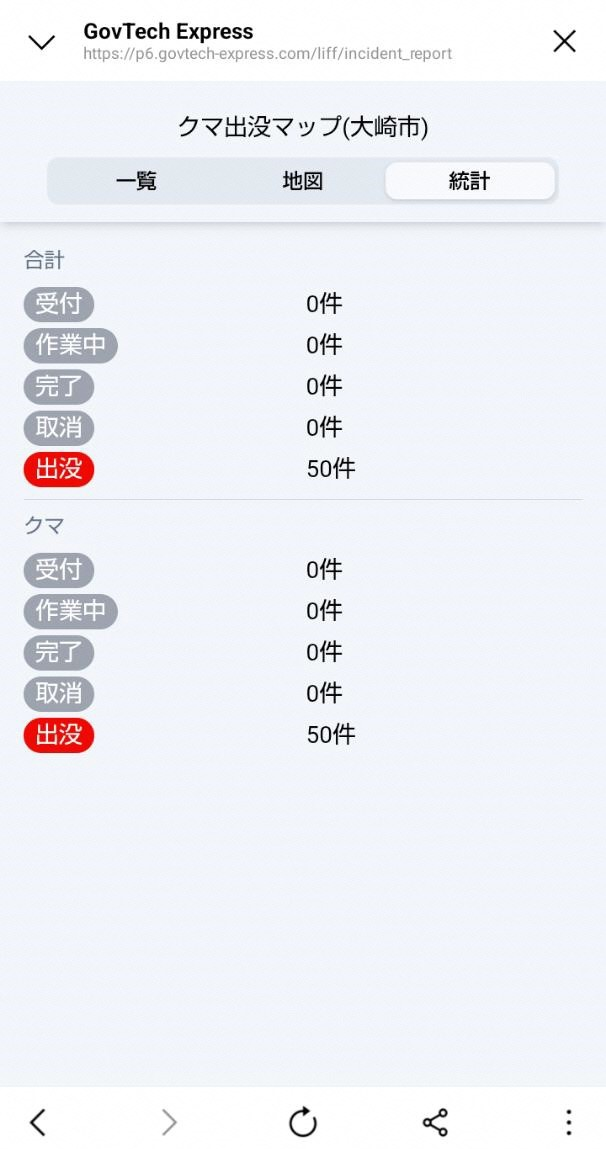 GovTech Express
https://p6.govtech-express.com/liff/incident_report
クマ出没マップ(大崎市)
一覧 地図 統計
合計
受付 0件
作業中 0件
完了 0件
取消 0件
出没 50件
クマ
受付 0件
作業中 0件
完了 0件
取消 0件
出没 50件